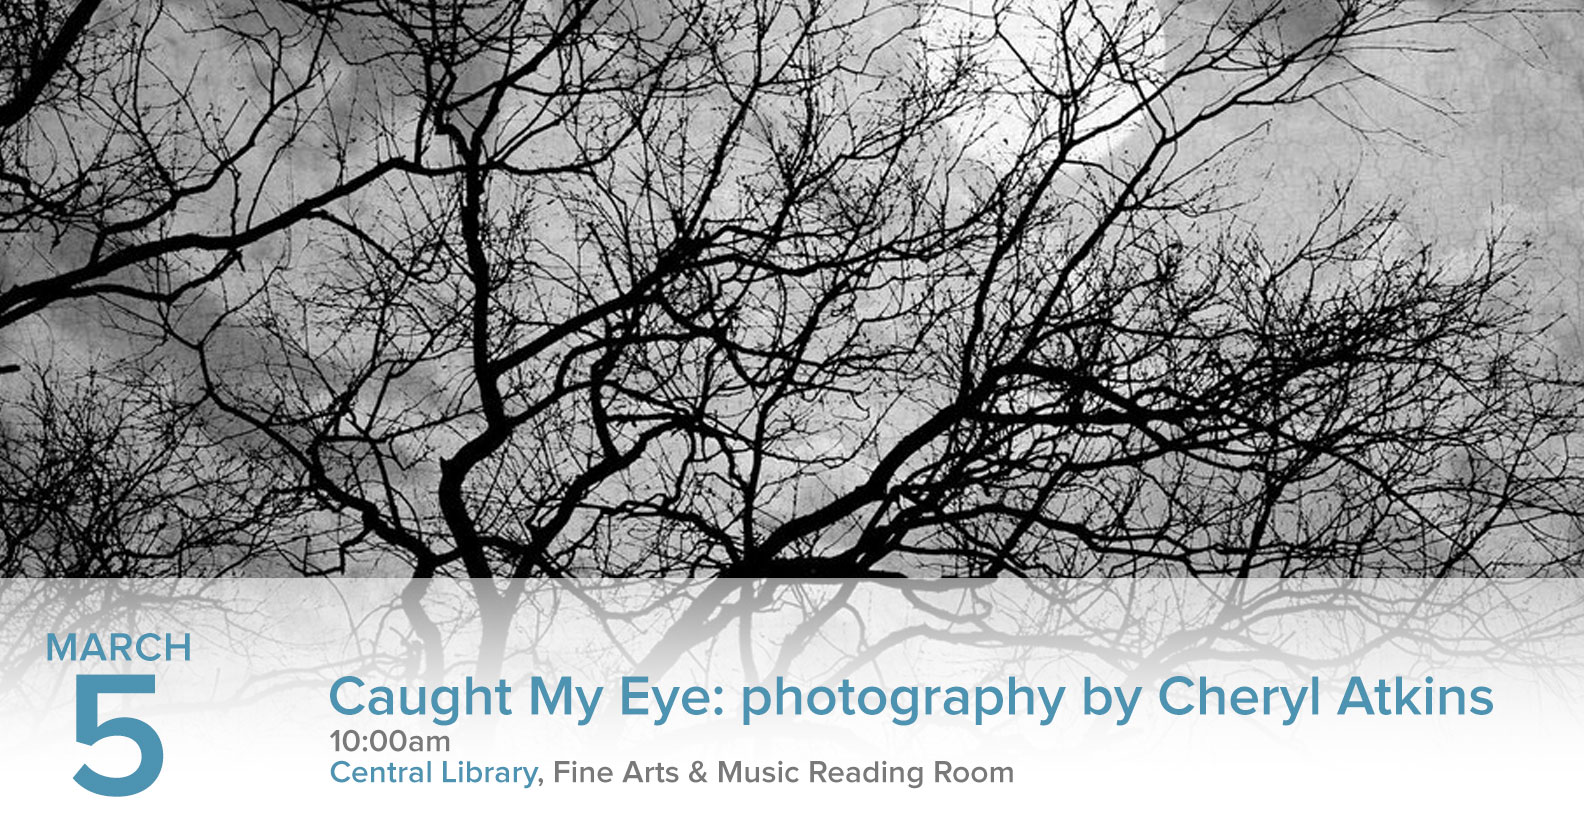 MARCH
5
Caught My Eye: photography by Cheryl Atkins
10:00am
Central Library, Fine Arts & Music Reading Room